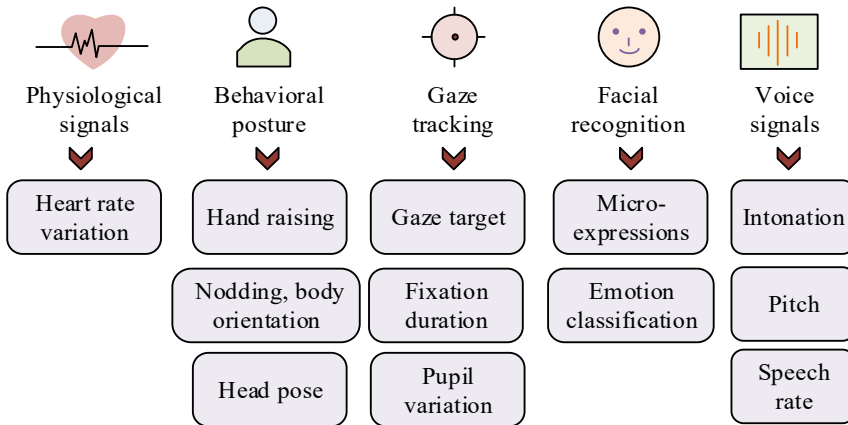 Physiological
signals
Behavioral
posture
Gaze
tracking
Facial
recognition
Voice
signals
Heart rate
variation
Hand raising
Gaze target
Micro-
expressions
Intonation
Nodding, body
orientation
Fixation
duration
Emotion
classification
Pitch
Head pose
Pupil
variation
Speech
rate